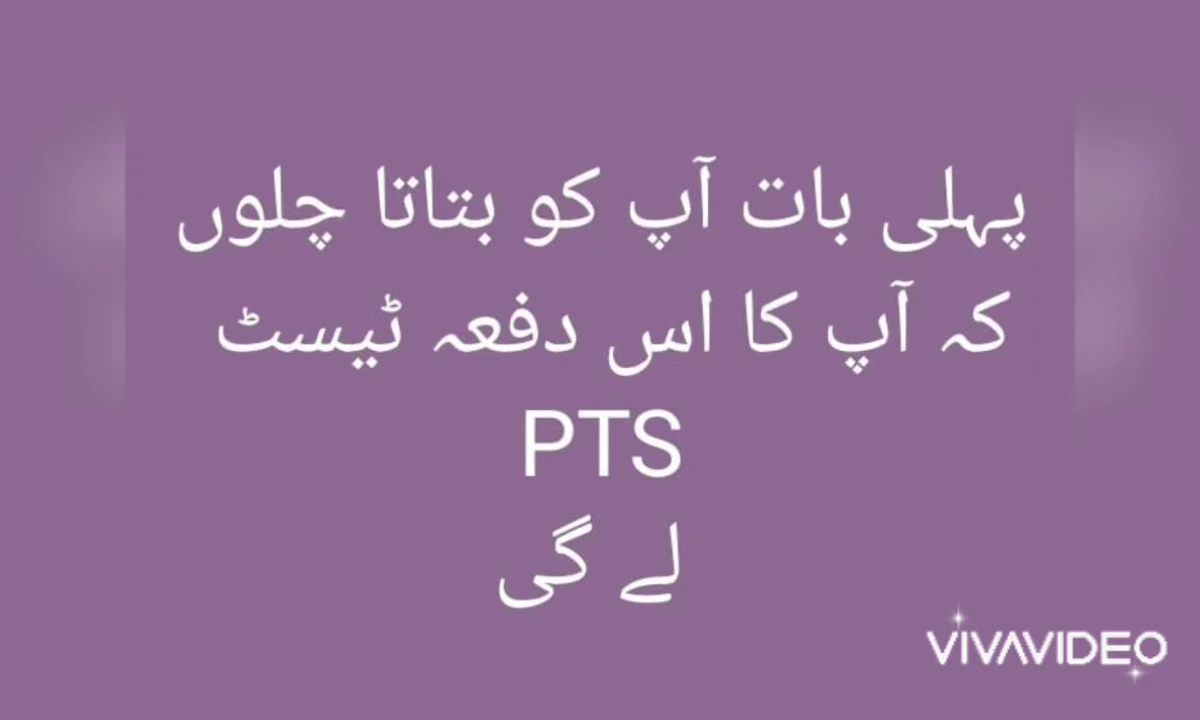 پہلی بات آپ کو بتاتا چلوں
کہ آپ کا اس دفعہ ٹیسٹ
PTS
لے گی
VIVAVIDEO